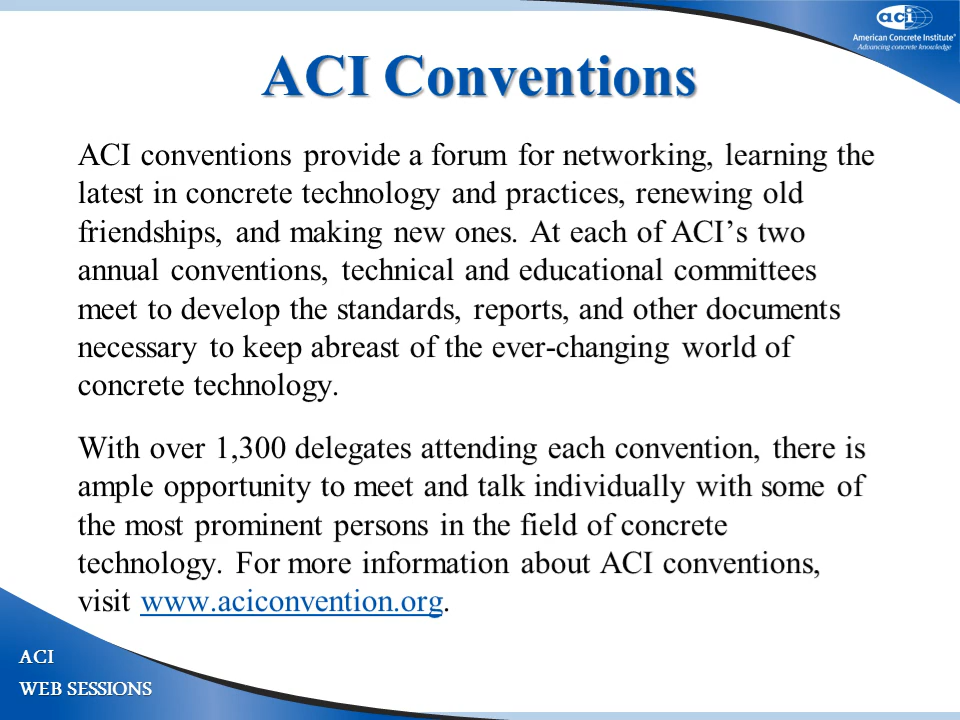 aci
American Concrete Institute®
Advancing concrete knowledge
ACI Conventions
ACI conventions provide a forum for networking, learning the
latest in concrete technology and practices, renewing old
friendships, and making new ones. At each of ACI’s two
annual conventions, technical and educational committees
meet to develop the standards, reports, and other documents
necessary to keep abreast of the ever-changing world of
concrete technology.
With over 1,300 delegates attending each convention, there is
ample opportunity to meet and talk individually with some of
the most prominent persons in the field of concrete
technology. For more information about ACI conventions,
visit www.aciconvention.org.
ACI
WEB SESSIONS